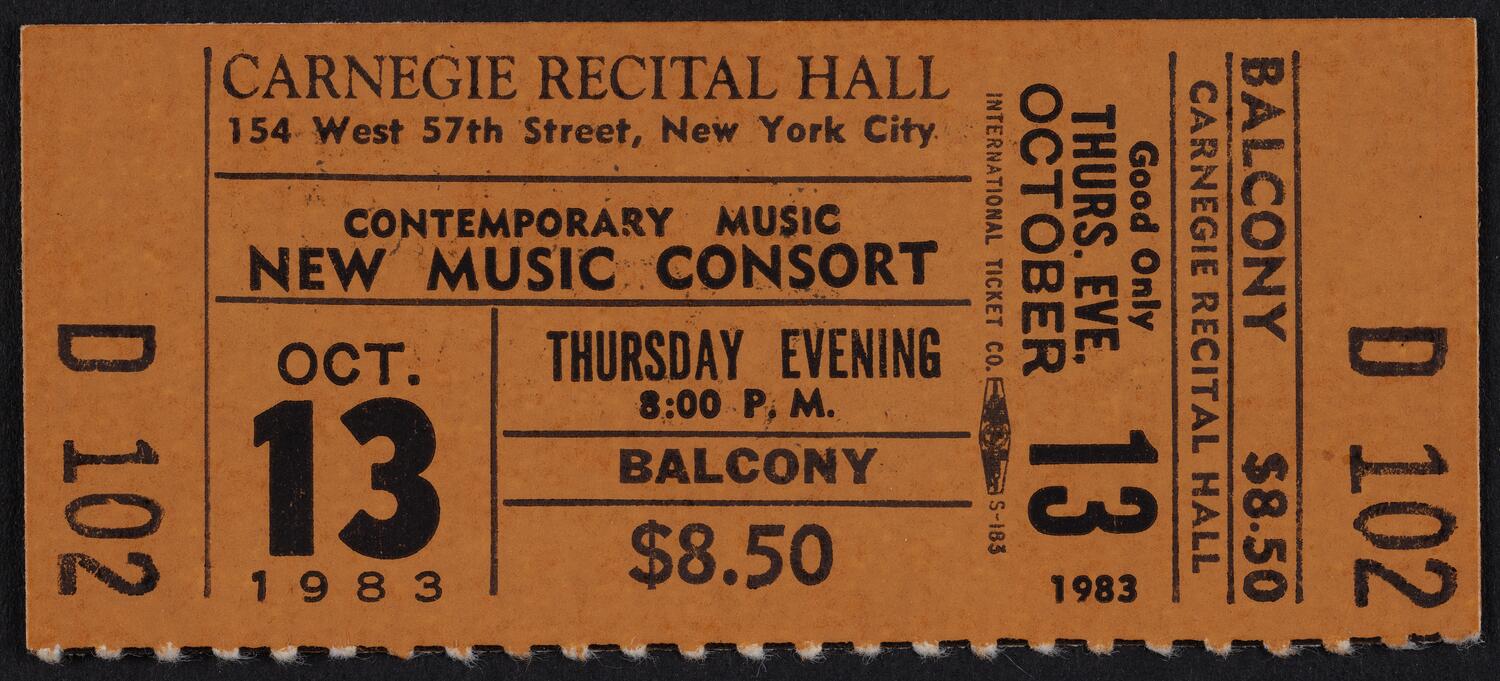 D 102
CARNEGIE RECITAL HALL
154 West 57th Street, New York City
CONTEMPORARY MUSIC
NEW MUSIC CONSORT
OCT.
13
1983
THURSDAY EVENING
8:00 P. M.
BALCONY
$8.50
INTERNATIONAL TICKET CO. S-183
Good Only
THURS. EVE,
OCTOBER
13
1983
CARNEGIE RECITAL HALL
BALCONY $8.50
D 102